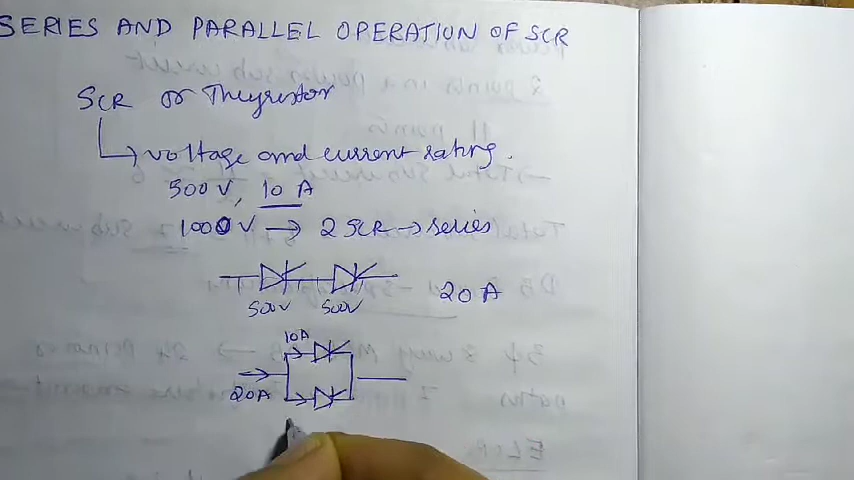 SERIES AND PARALLEL OPERATION OF SCR
SCR or Thyristor
voltage and current rating.
500 V, 10 A
1000 V → 2 SCR → series
500V 500V 20 A
10A
20A